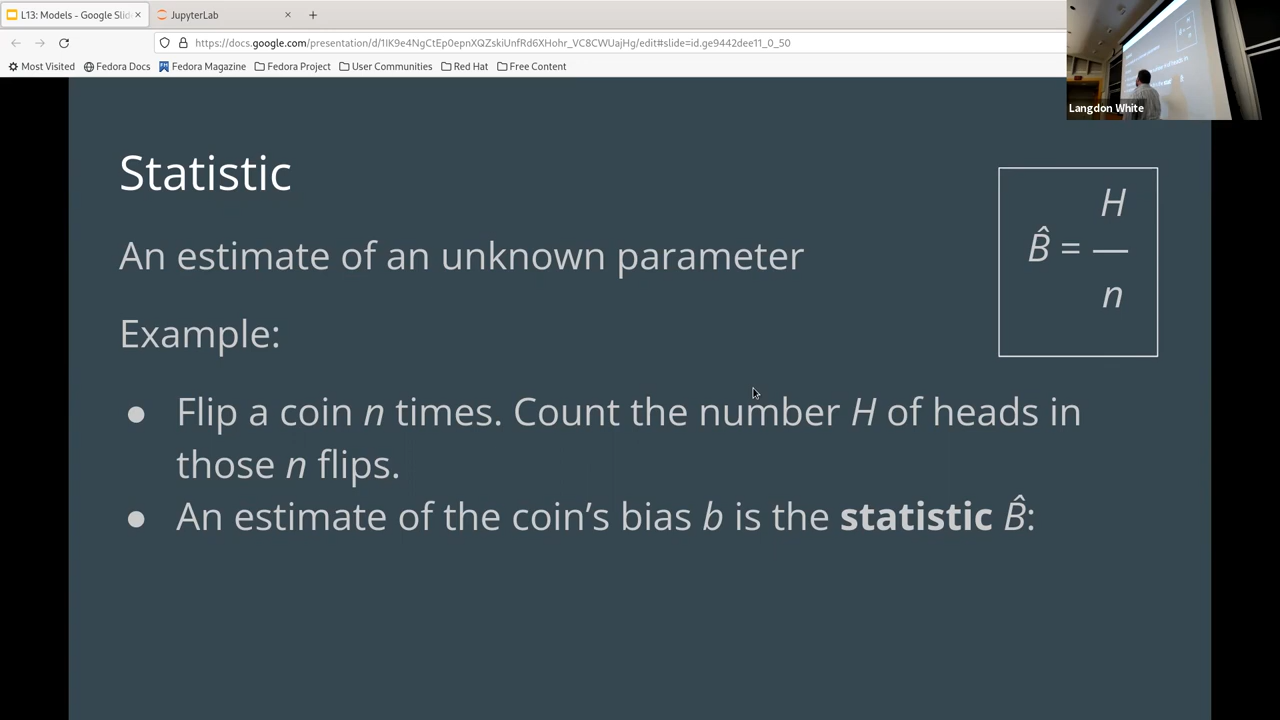 L13: Models - Google Slid
JupyterLab
https://docs.google.com/presentation/d/1IK9e4NgCtEp0epnXQZskiUnfRd6XHohr_VC8CWUajHg/edit#slide=id.ge9442dee11_0_50
Most Visited Fedora Docs Fedora Magazine Fedora Project User Communities Red Hat Free Content
Langdon White
Statistic
An estimate of an unknown parameter
B̂ = H
—
n
Example:
● Flip a coin n times. Count the number H of heads in
those n flips.
● An estimate of the coin’s bias b is the statistic B̂: